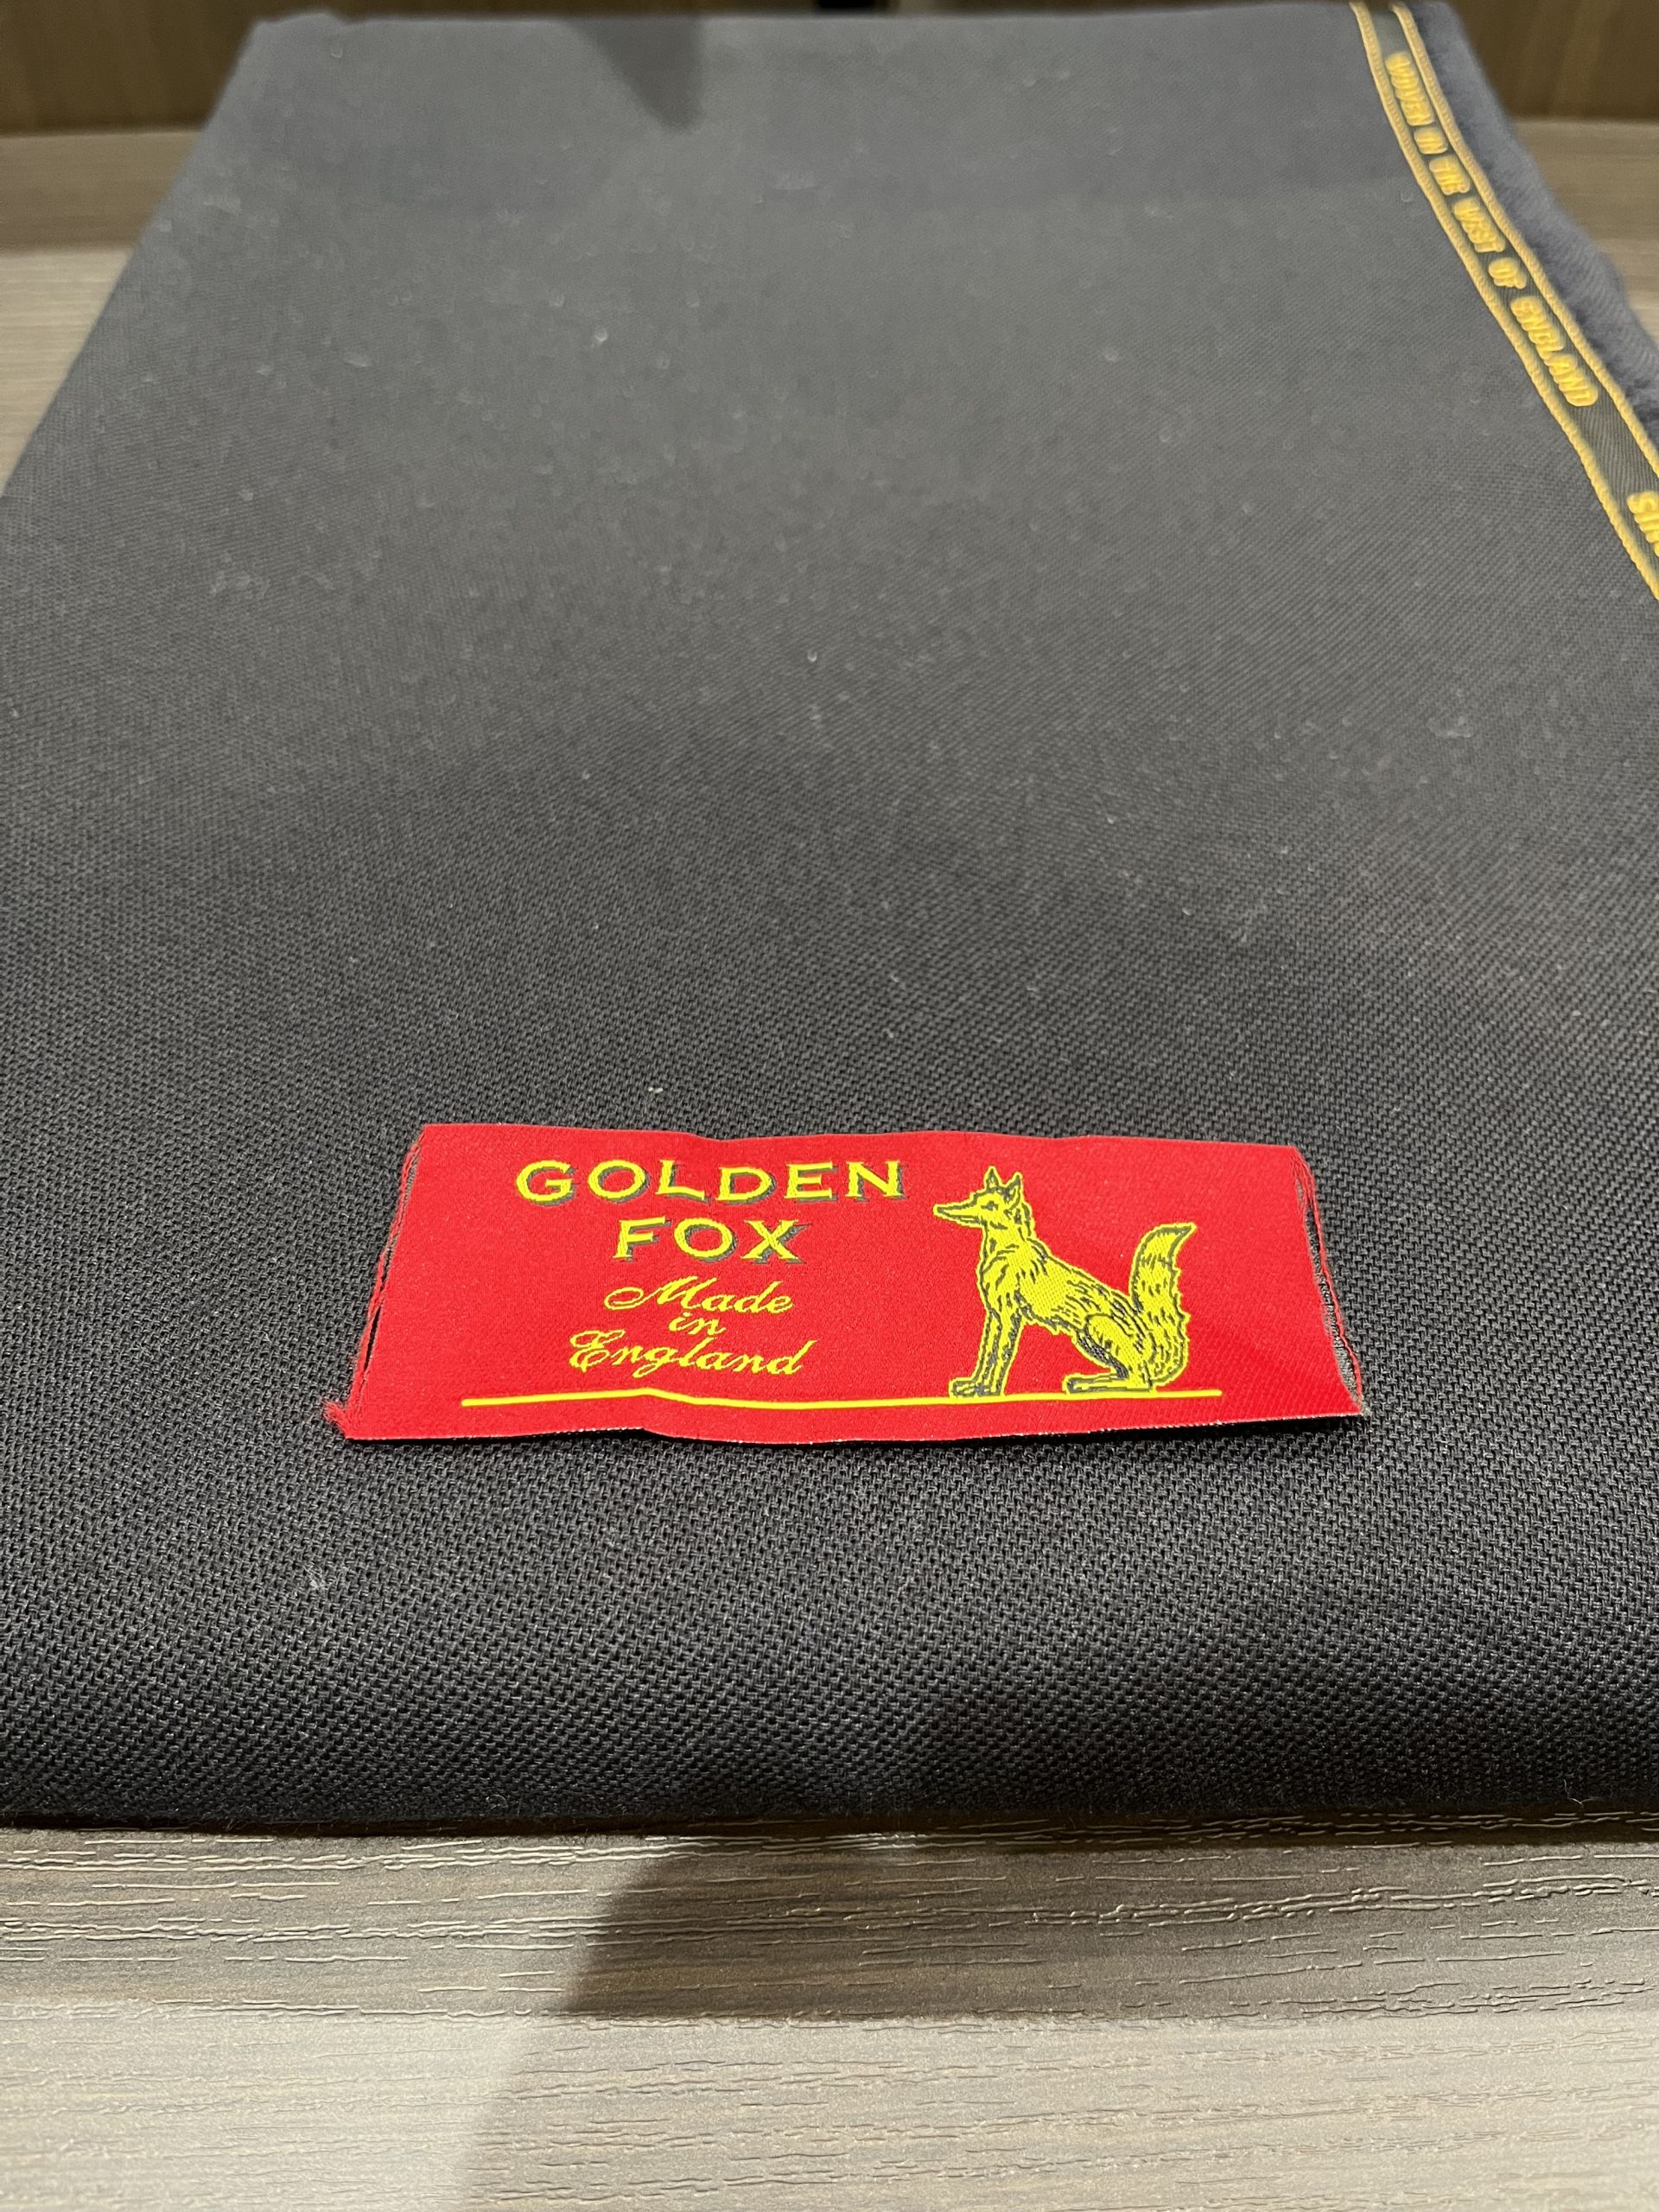 WOVEN IN THE WEST OF ENGLAND
GOLDEN
FOX
Made
in
England